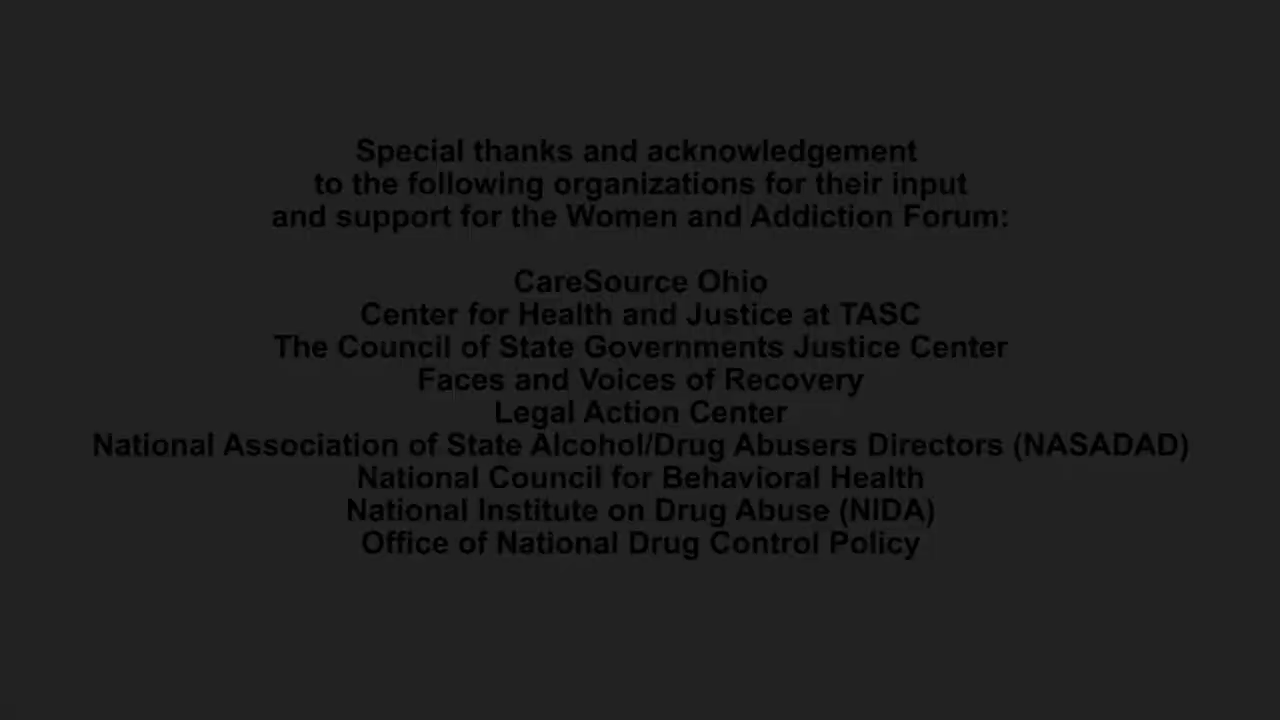 Special thanks and acknowledgement
to the following organizations for their input
and support for the Women and Addiction Forum:
CareSource Ohio
Center for Health and Justice at TASC
The Council of State Governments Justice Center
Faces and Voices of Recovery
Legal Action Center
National Association of State Alcohol/Drug Abusers Directors (NASADAD)
National Council for Behavioral Health
National Institute on Drug Abuse (NIDA)
Office of National Drug Control Policy